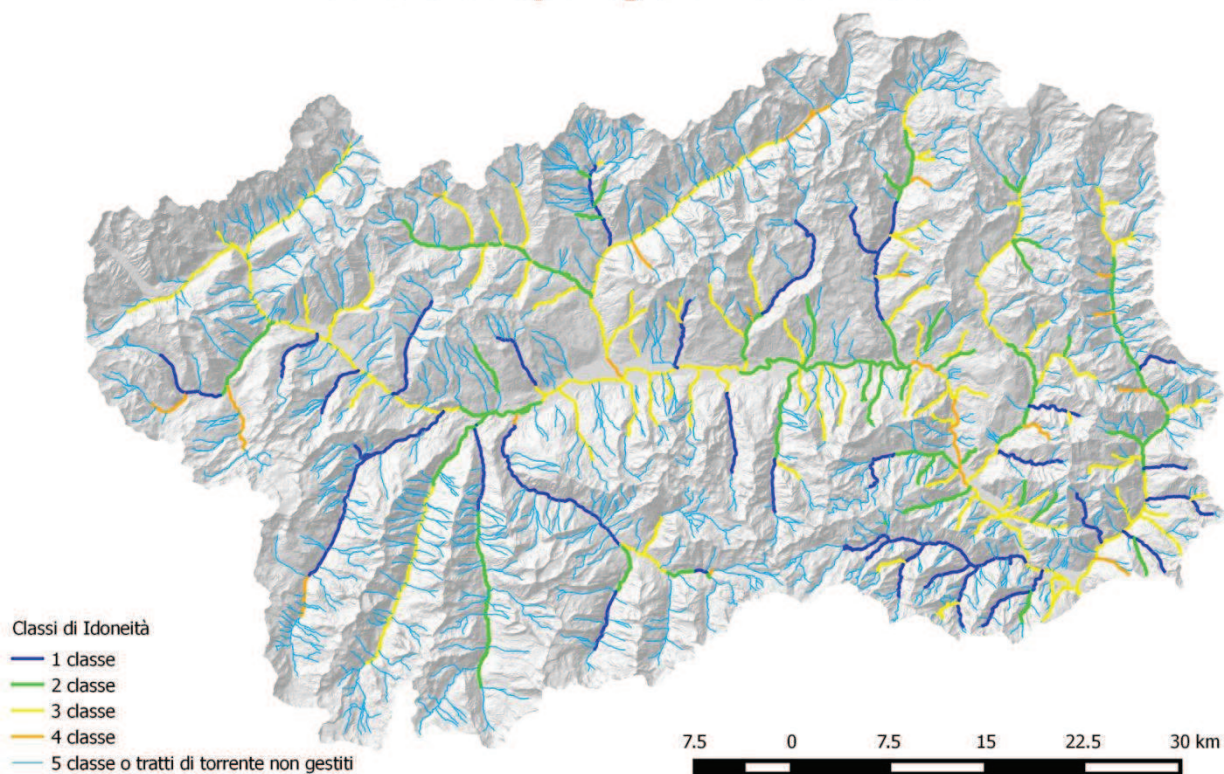 Classi di Idoneità
1 classe
2 classe
3 classe
4 classe
5 classe o tratti di torrente non gestiti
7.5 0 7.5 15 22.5 30 km